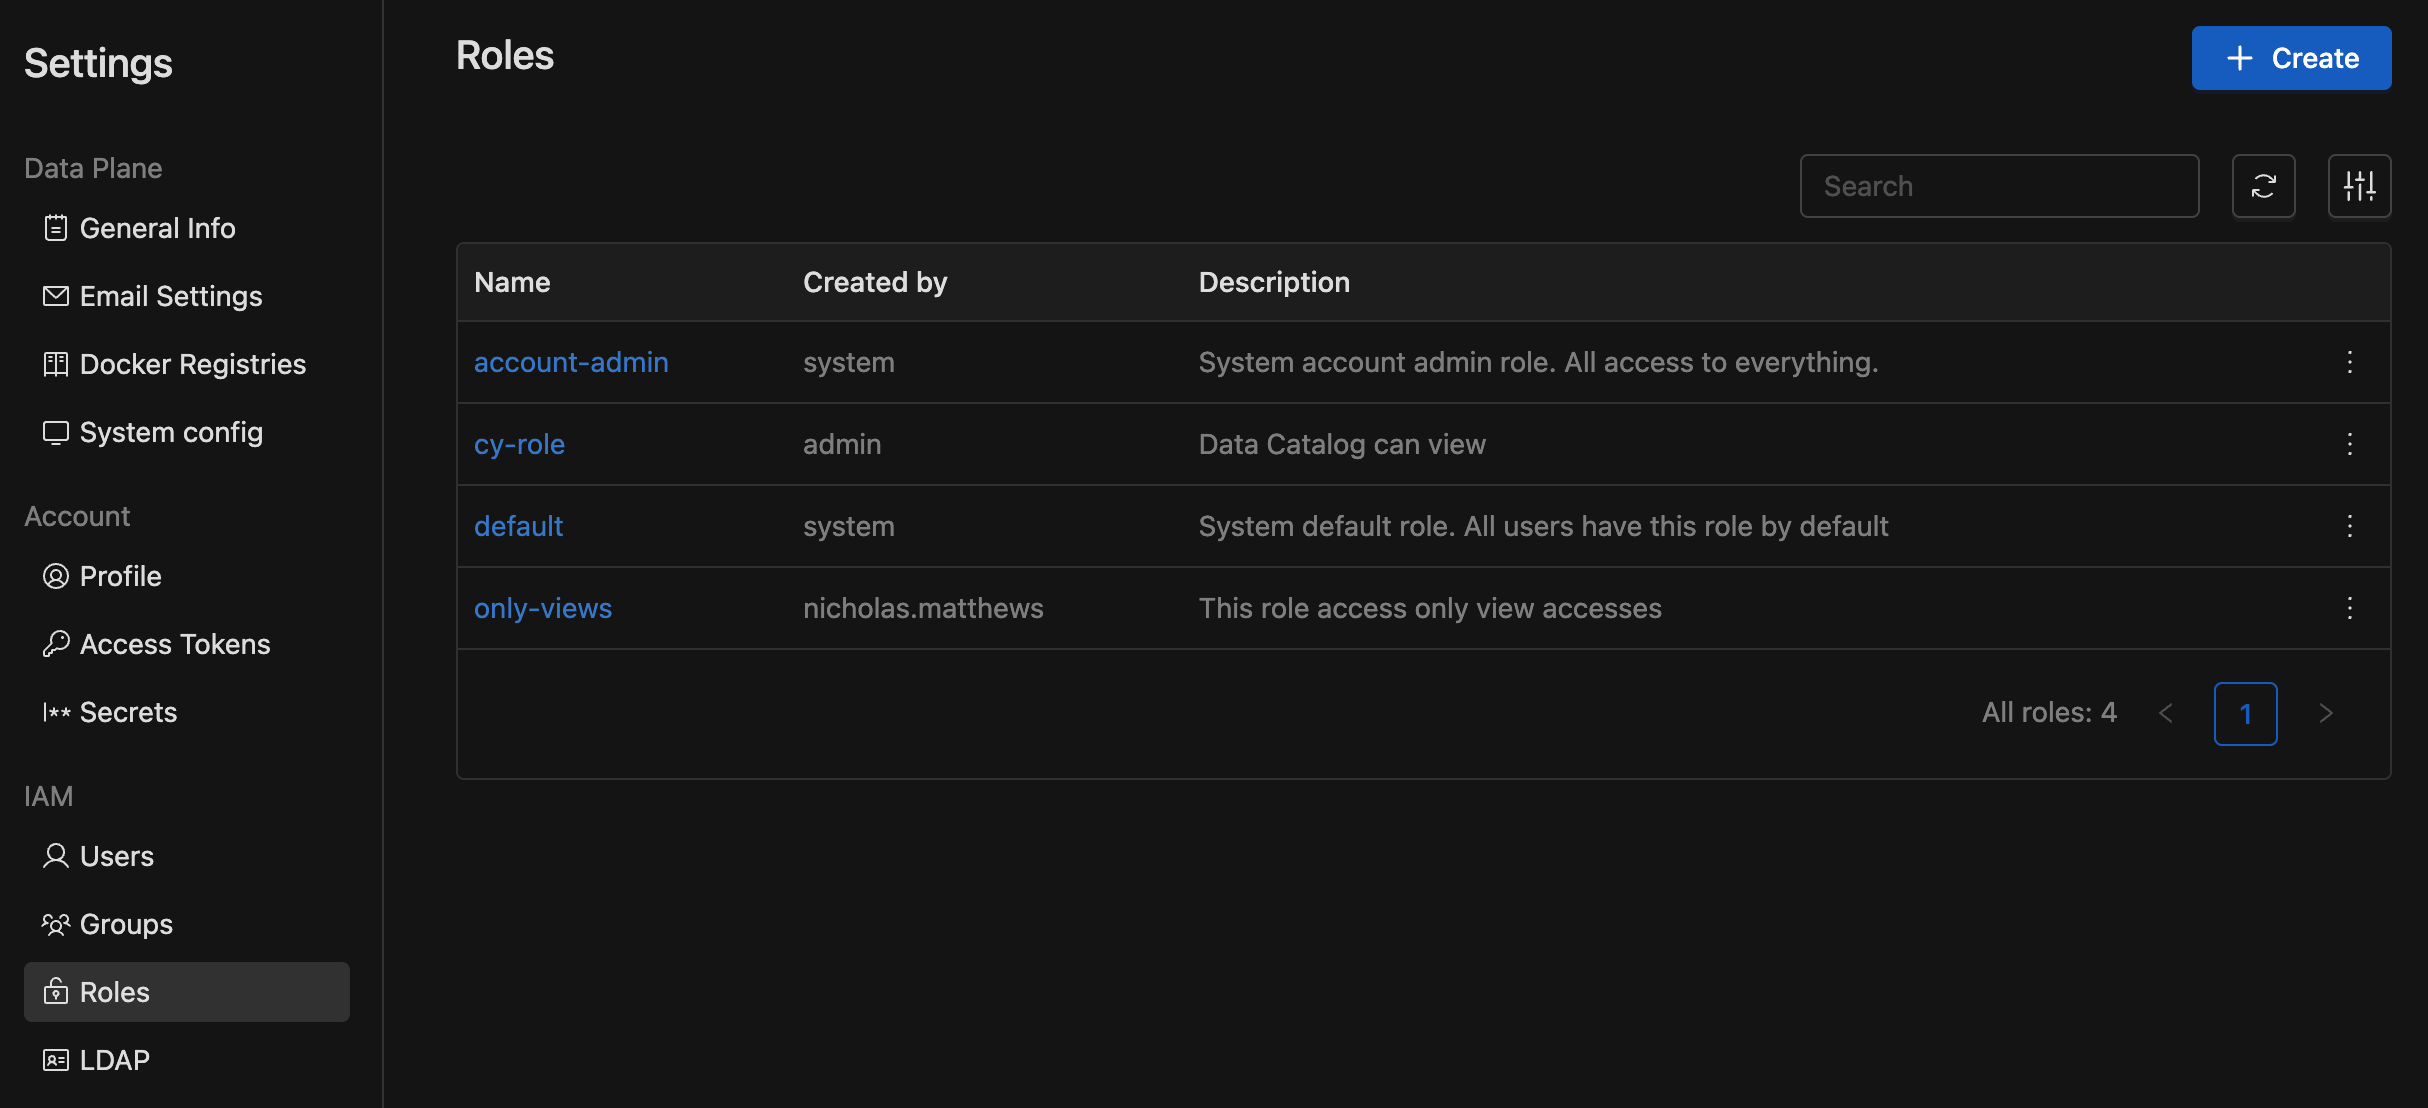 Settings
Data Plane
General Info
Email Settings
Docker Registries
System config
Account
Profile
Access Tokens
Secrets
IAM
Users
Groups
Roles
LDAP
Roles
Create
Search
Name Created by Description
account-admin system System account admin role. All access to everything.
cy-role admin Data Catalog can view
default system System default role. All users have this role by default
only-views nicholas.matthews This role access only view accesses
All roles: 4 < 1 >